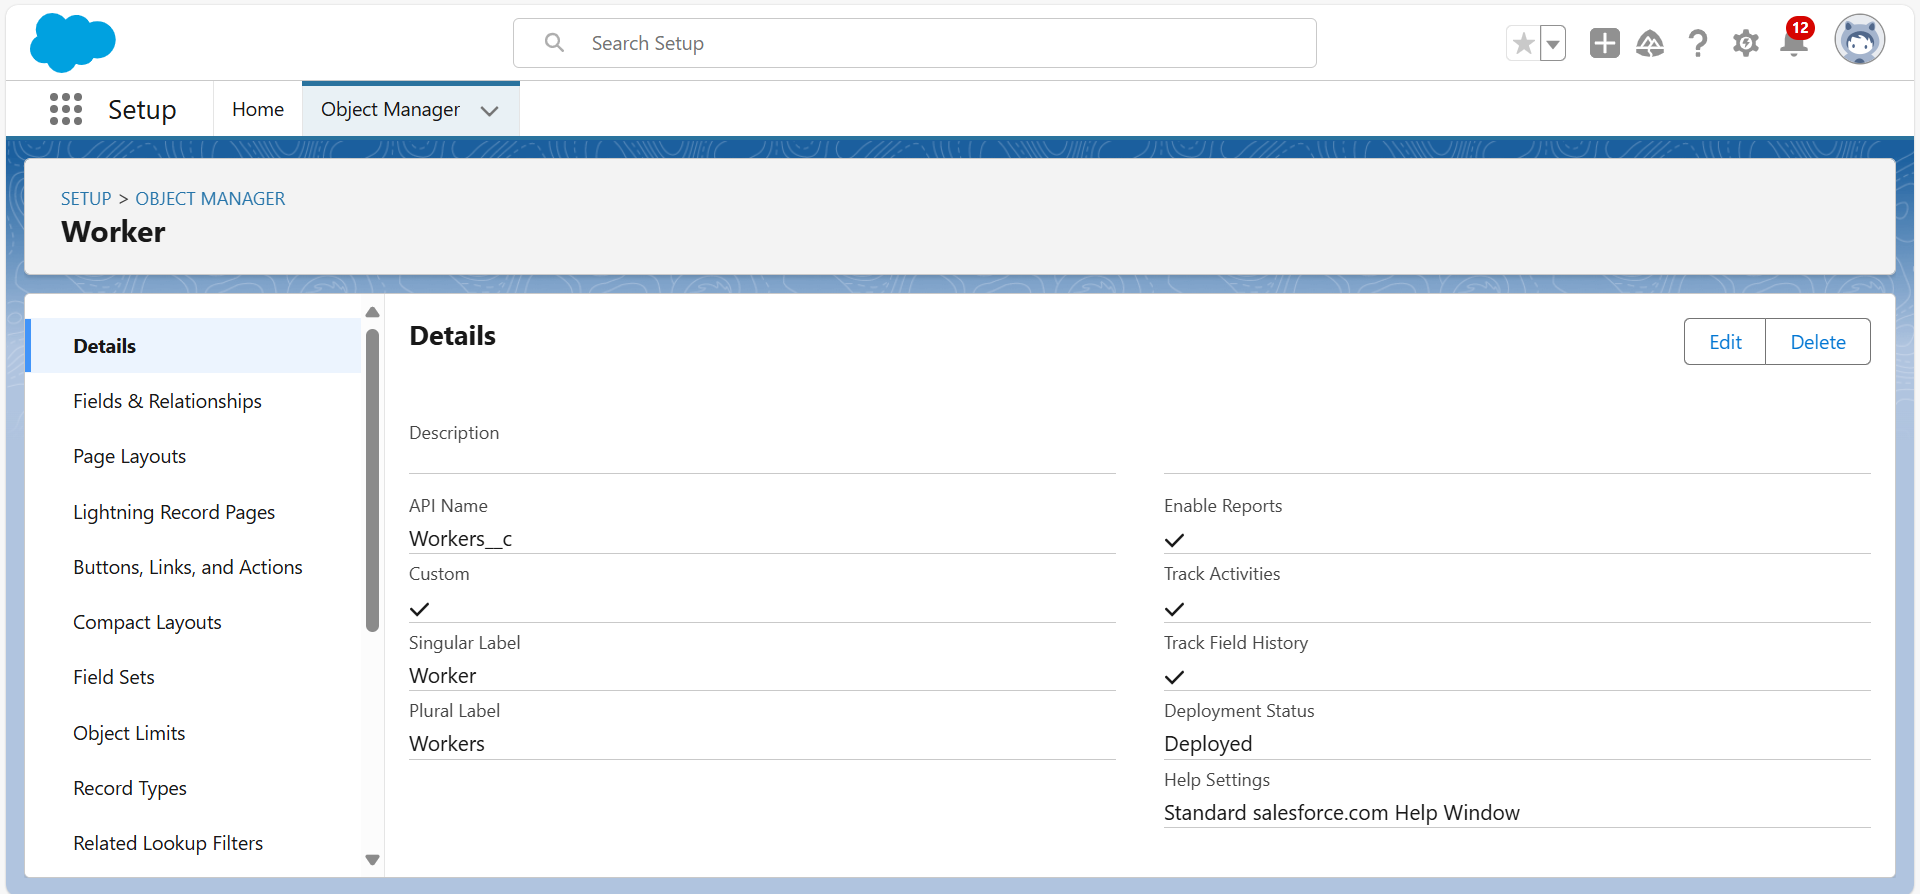 Search Setup
12
Setup
Home
Object Manager
SETUP > OBJECT MANAGER
Worker
Details
Fields & Relationships
Page Layouts
Lightning Record Pages
Buttons, Links, and Actions
Compact Layouts
Field Sets
Object Limits
Record Types
Related Lookup Filters
Details
Edit
Delete
Description
API Name
Workers__c
Custom
Singular Label
Worker
Plural Label
Workers
Enable Reports
Track Activities
Track Field History
Deployment Status
Deployed
Help Settings
Standard salesforce.com Help Window